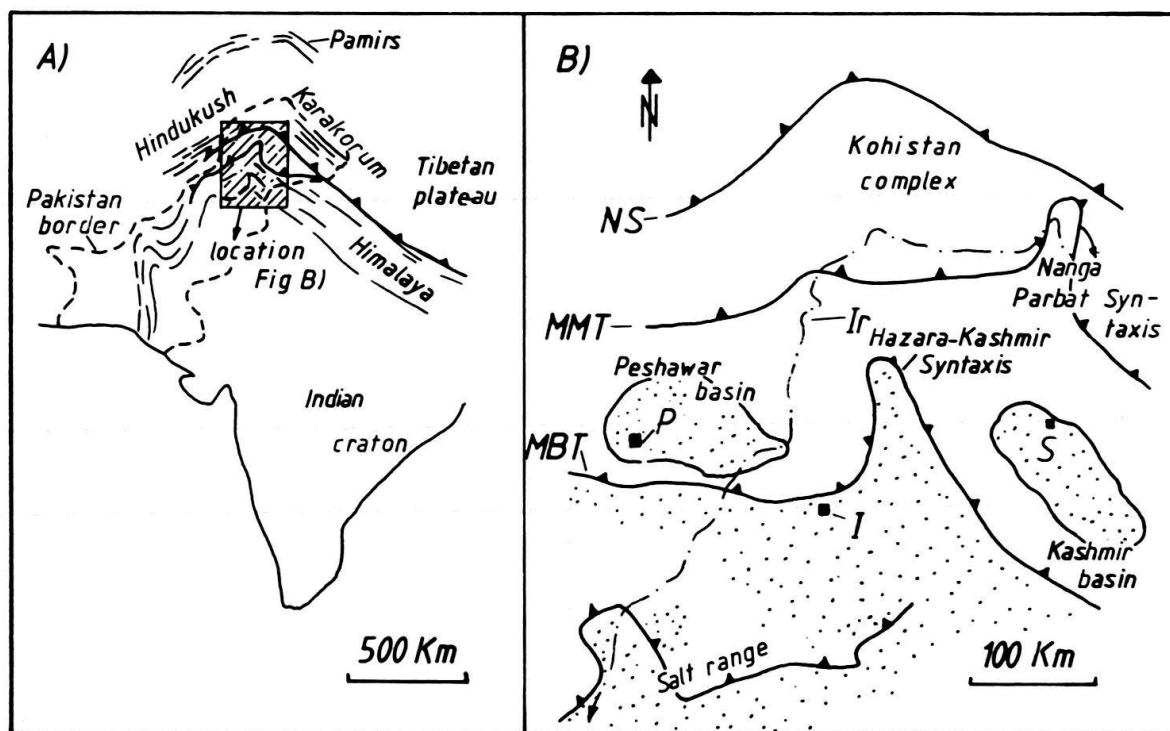 A)
Pamirs
Hindukush
Karakorum
Tibetan
plateau
Pakistan
border
location
Fig B)
Himalaya
Indian
craton
500 Km
B)
N
Kohistan
complex
NS
Nanga
Parbat Syn-
taxis
MMT
Ir
Hazara-Kashmir
Syntaxis
Peshawar
basin
P
MBT
S
I
Kashmir
basin
Salt range
100 Km